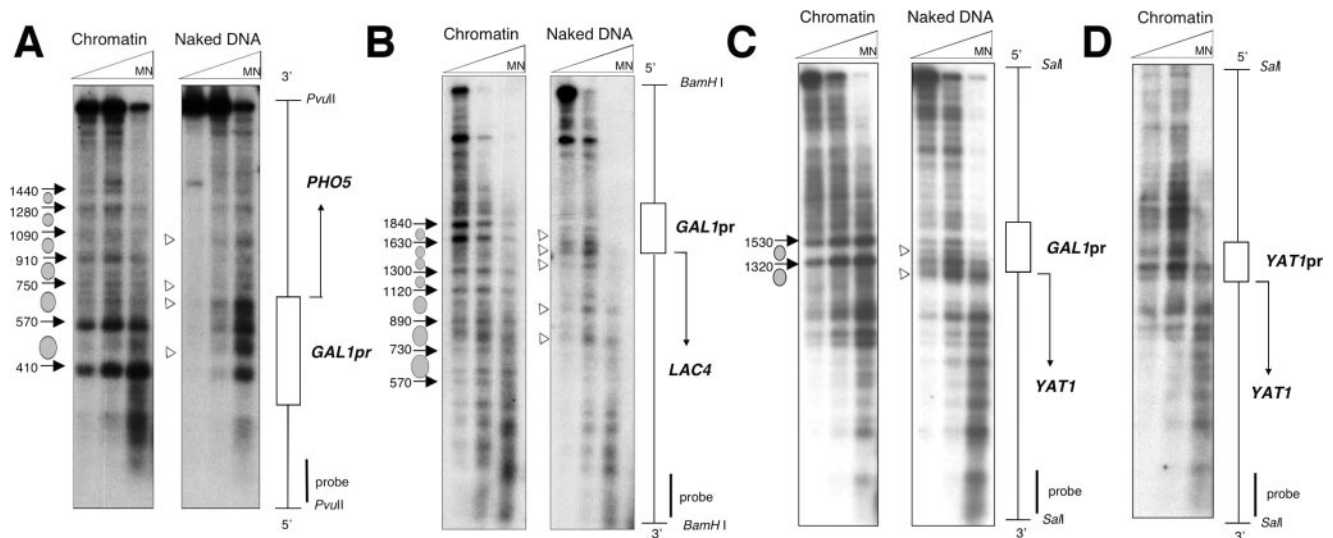 A
Chromatin
Naked DNA
MN
MN
3'
PvuII
PHO5
1440
1280
1090
910
750
570
410
GAL1pr
probe
PvuII
5'
B
Chromatin
Naked DNA
MN
MN
5'
BamH I
1840
1630
1300
1120
890
730
570
GAL1pr
LAC4
probe
BamH I
3'
C
Chromatin
Naked DNA
MN
MN
5'
SalI
1530
1320
GAL1pr
YAT1
probe
SalI
3'
D
Chromatin
MN
5'
SalI
YAT1pr
YAT1
probe
SalI
3'